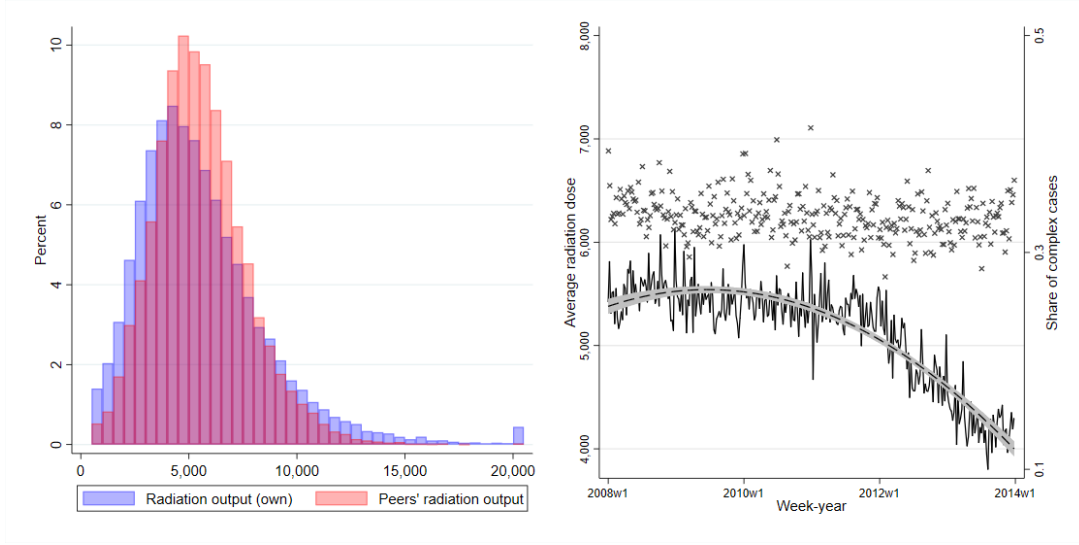 Percent
10
8
6
4
2
0
0
5,000
10,000
15,000
20,000
Radiation output (own)
Peers' radiation output
Average radiation dose
8,000
7,000
6,000
5,000
4,000
2008w1
2010w1
2012w1
2014w1
Week-year
0.5
0.3
0.1
Share of complex cases